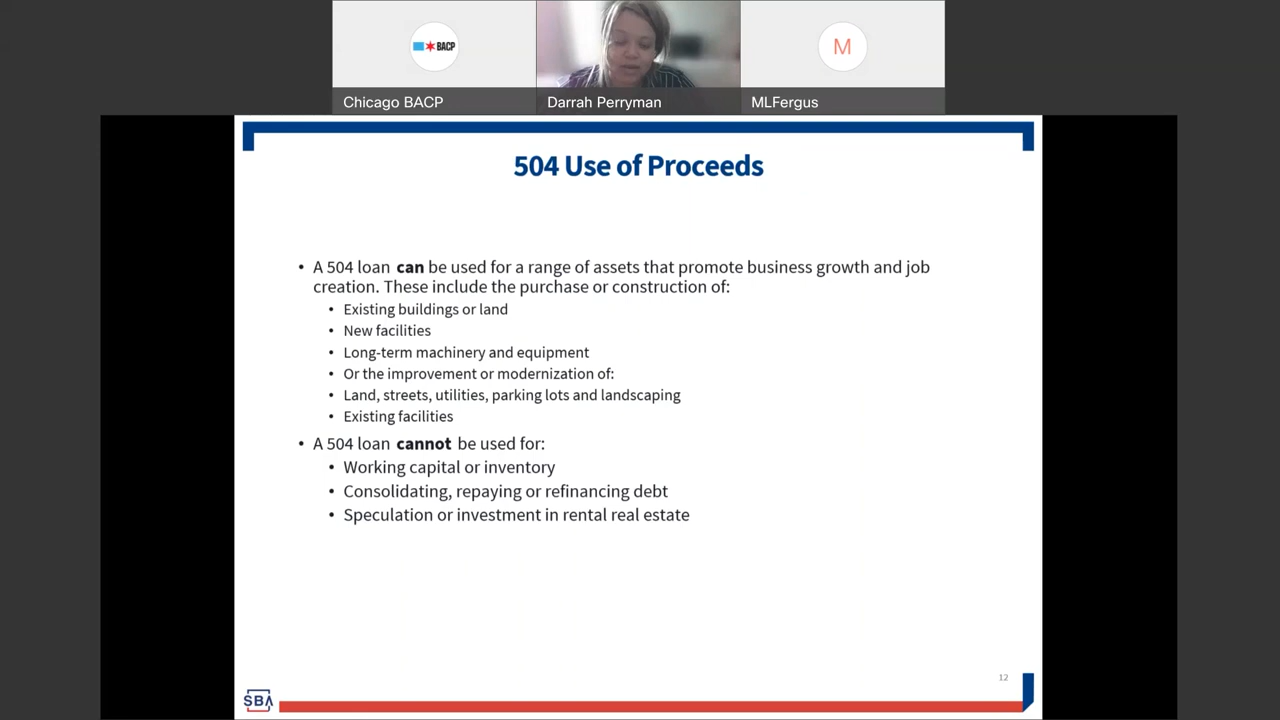 BACP
M
Chicago BACP
Darrah Perryman
MLFergus
504 Use of Proceeds
• A 504 loan can be used for a range of assets that promote business growth and job
creation. These include the purchase or construction of:
• Existing buildings or land
• New facilities
• Long-term machinery and equipment
• Or the improvement or modernization of:
• Land, streets, utilities, parking lots and landscaping
• Existing facilities
• A 504 loan cannot be used for:
• Working capital or inventory
• Consolidating, repaying or refinancing debt
• Speculation or investment in rental real estate
12
SBA